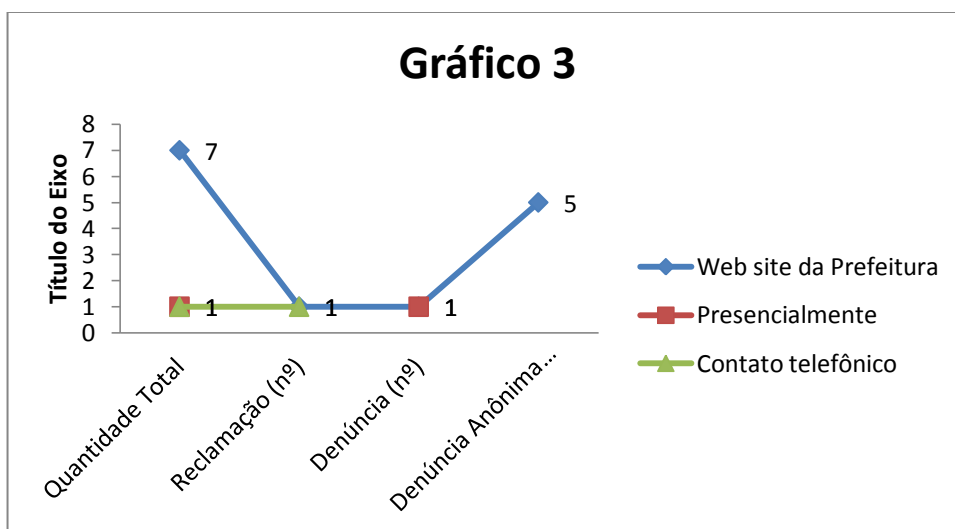 Gráfico 3
Título do Eixo
8
7
6
5
4
3
2
1
0
7
1
1
1
5
Quantidade Total
Reclamação (nº)
Denúncia (nº)
Denúncia Anônima...
Web site da Prefeitura
Presencialmente
Contato telefônico